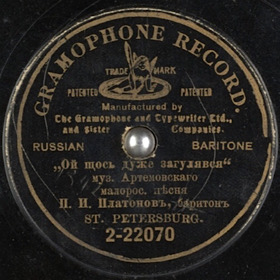 GRAMOPHONE RECORD.
TRADE MARK
PATENTED PATENTED
Manufactured by
The Gramophone and Typewriter Ltd.,
and Sister Companies.
RUSSIAN BARITONE
„Ой щось дуже загулявся“
муз. Артемовскаго
малорос. пѣсня
П. И. Платоновъ, баритонъ
ST. PETERSBURG.
2-22070